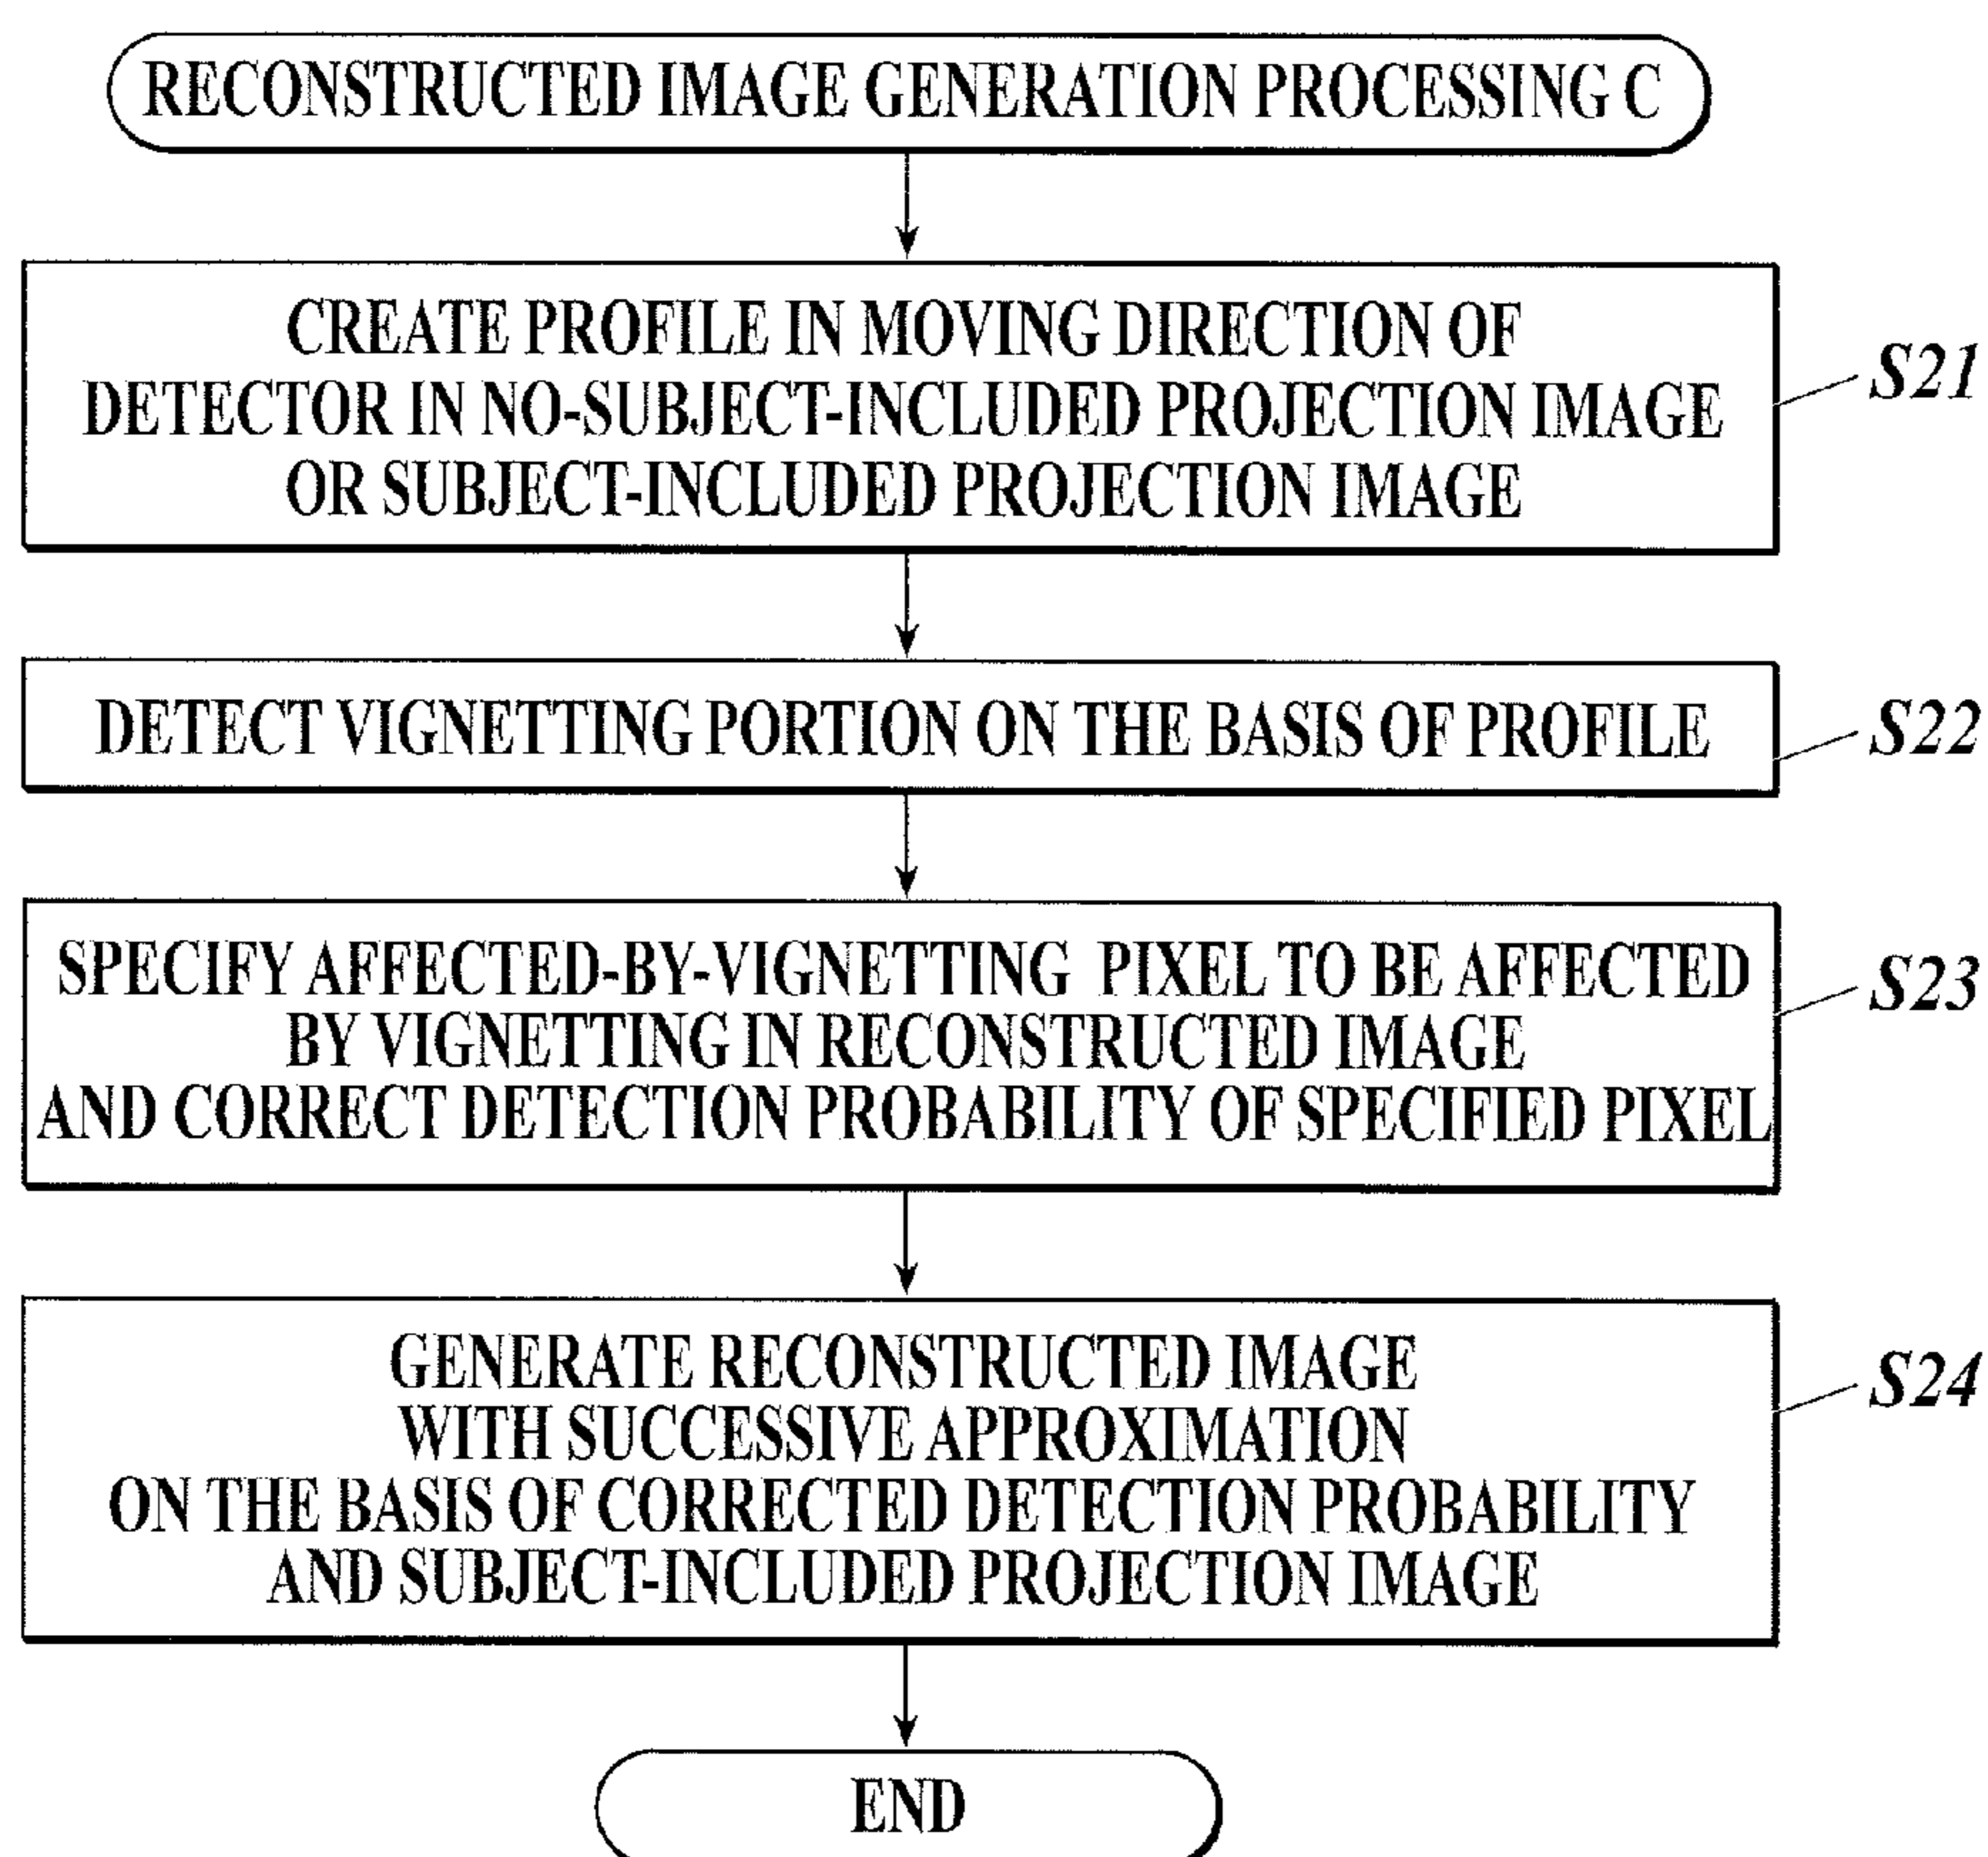 RECONSTRUCTED IMAGE GENERATION PROCESSING C
CREATE PROFILE IN MOVING DIRECTION OF
DETECTOR IN NO-SUBJECT-INCLUDED PROJECTION IMAGE
OR SUBJECT-INCLUDED PROJECTION IMAGE
S21
DETECT VIGNETTING PORTION ON THE BASIS OF PROFILE
S22
SPECIFY AFFECTED-BY-VIGNETTING PIXEL TO BE AFFECTED
BY VIGNETTING IN RECONSTRUCTED IMAGE
AND CORRECT DETECTION PROBABILITY OF SPECIFIED PIXEL
S23
GENERATE RECONSTRUCTED IMAGE
WITH SUCCESSIVE APPROXIMATION
ON THE BASIS OF CORRECTED DETECTION PROBABILITY
AND SUBJECT-INCLUDED PROJECTION IMAGE
S24
END